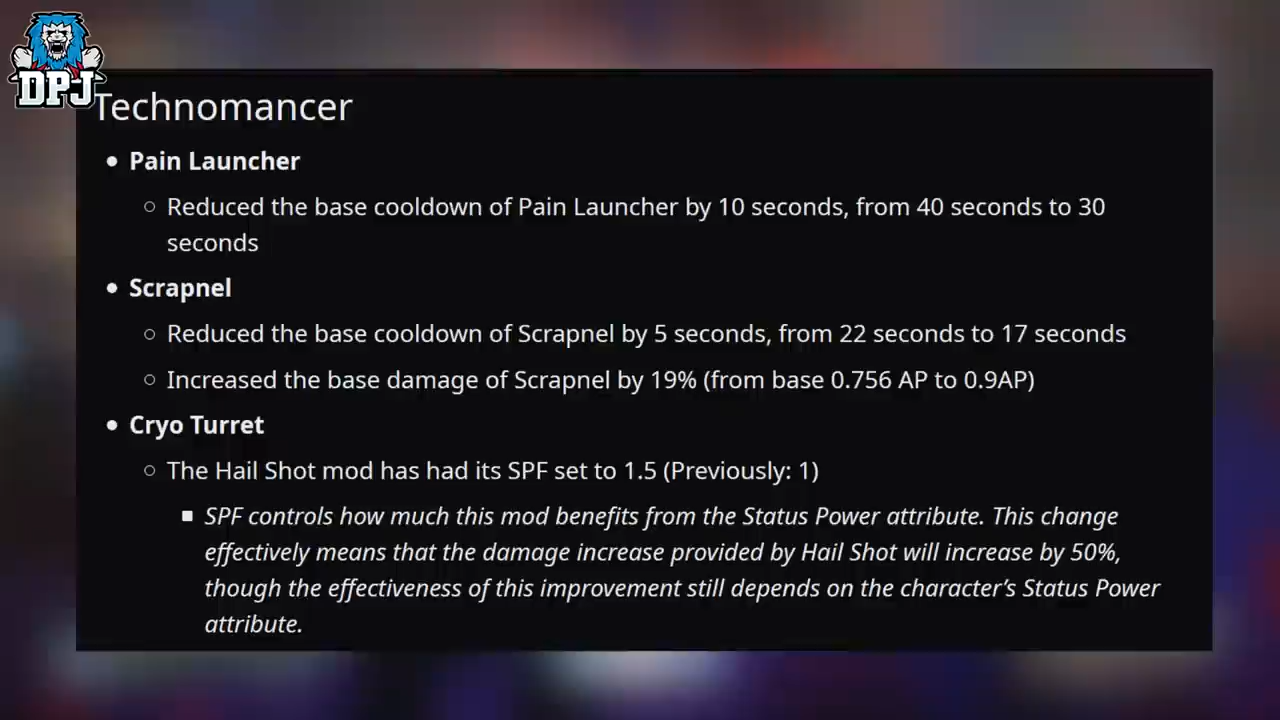 DPJ
Technomancer
• Pain Launcher
○ Reduced the base cooldown of Pain Launcher by 10 seconds, from 40 seconds to 30
seconds
• Scrapnel
○ Reduced the base cooldown of Scrapnel by 5 seconds, from 22 seconds to 17 seconds
○ Increased the base damage of Scrapnel by 19% (from base 0.756 AP to 0.9AP)
• Cryo Turret
○ The Hail Shot mod has had its SPF set to 1.5 (Previously: 1)
▪ SPF controls how much this mod benefits from the Status Power attribute. This change
effectively means that the damage increase provided by Hail Shot will increase by 50%,
though the effectiveness of this improvement still depends on the character’s Status Power
attribute.